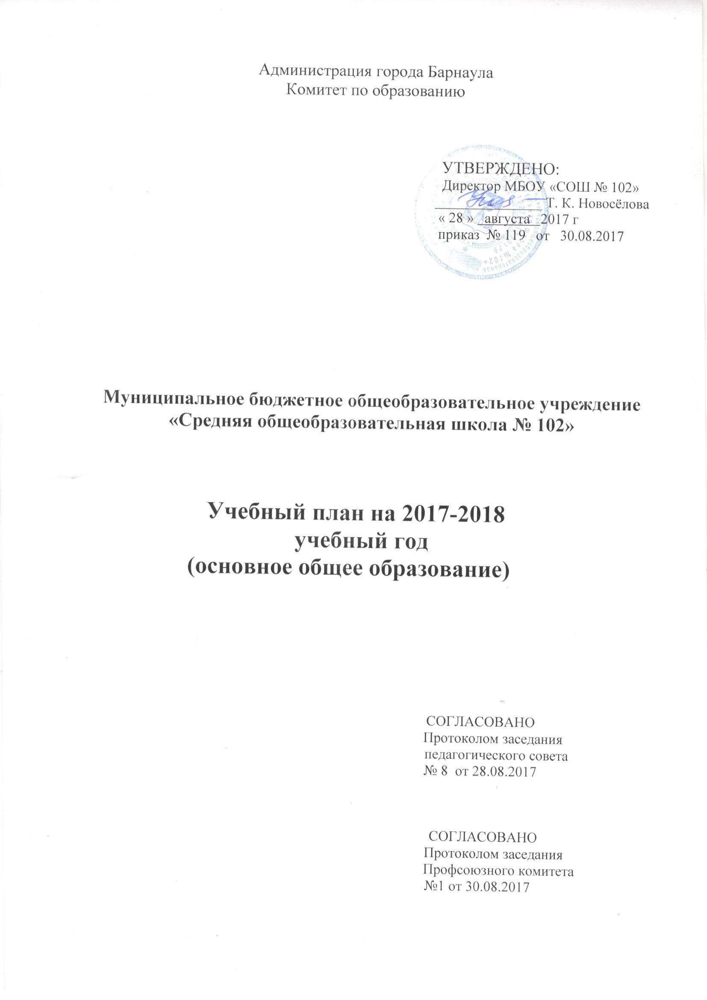 Администрация города Барнаула
Комитет по образованию
УТВЕРЖДЕНО:
Директор МБОУ «СОШ № 102»
Т. К. Новосёлова
« 28 » августа 2017 г
приказ № 119 от 30.08.2017
Муниципальное бюджетное общеобразовательное учреждение
«Средняя общеобразовательная школа № 102»
Учебный план на 2017-2018
учебный год
(основное общее образование)
СОГЛАСОВАНО
Протоколом заседания
педагогического совета
№ 8 от 28.08.2017
СОГЛАСОВАНО
Протоколом заседания
Профсоюзного комитета
№1 от 30.08.2017